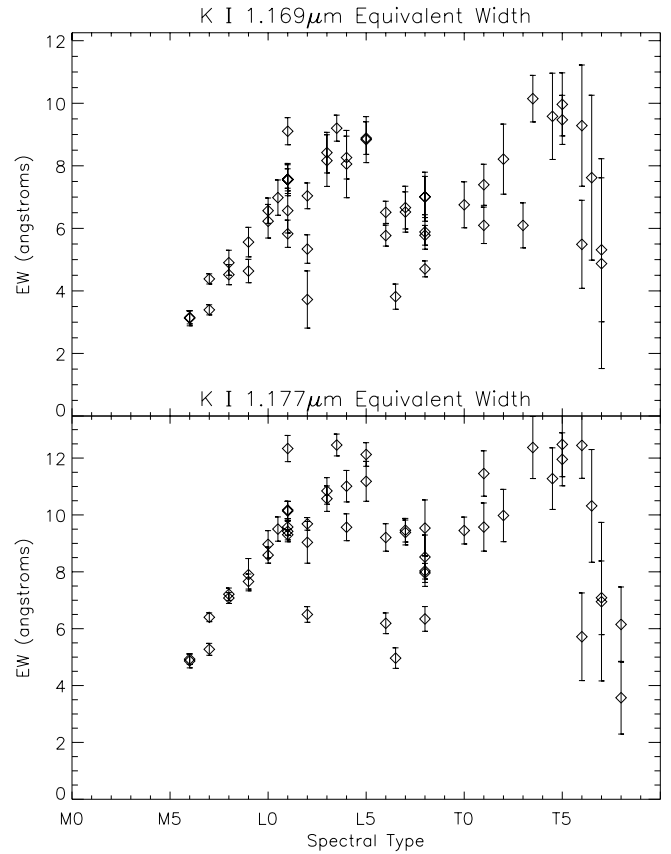 K I 1.169μm Equivalent Width
12
10
8
6
4
2
0
EW (angstroms)
K I 1.177μm Equivalent Width
12
10
8
6
4
2
0
EW (angstroms)
M0 M5 L0 L5 T0 T5
Spectral Type